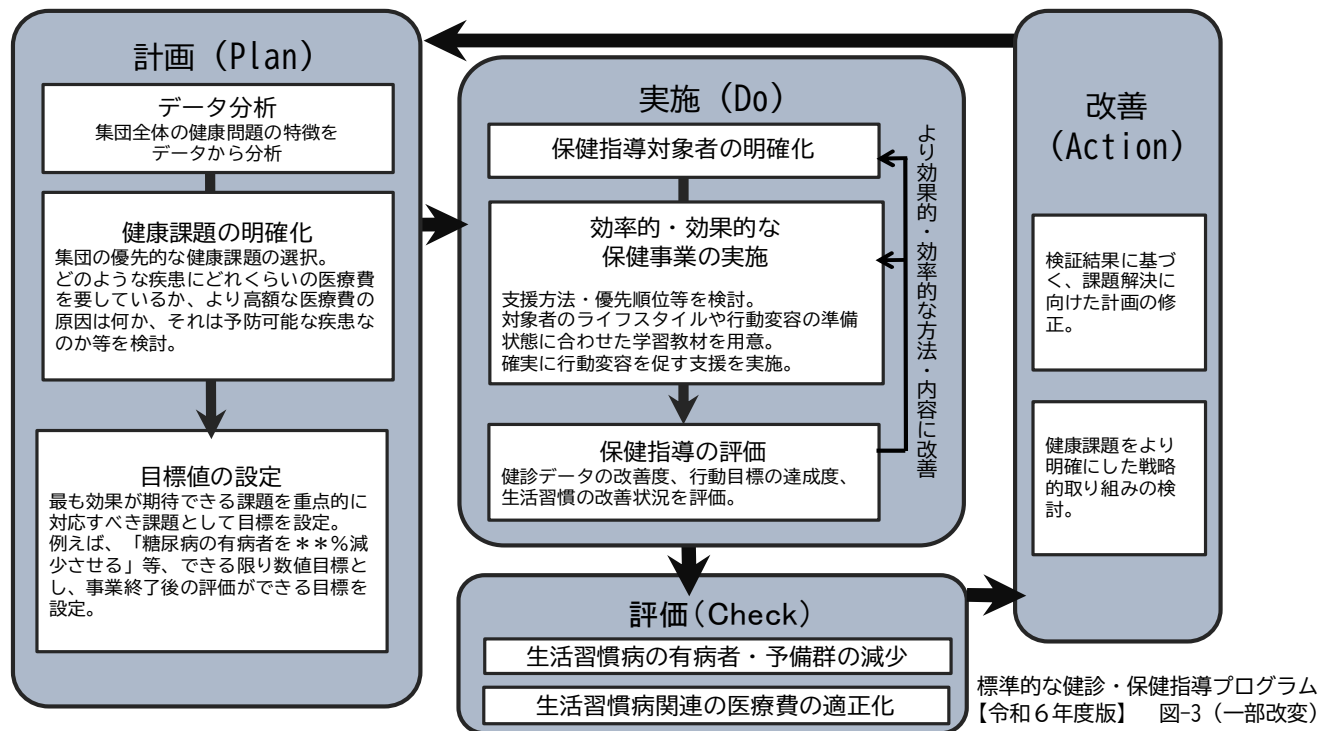 計画（Plan）
データ分析
集団全体の健康問題の特徴を
データから分析
健康課題の明確化
集団の優先的な健康課題の選択。
どのような疾患にどれくらいの医療費
を要しているか、より高額な医療費の
原因は何か、それは予防可能な疾患な
のか等を検討。
目標値の設定
最も効果が期待できる課題を重点的に
対応すべき課題として目標を設定。
例えば、「糖尿病の有病者を＊＊%減
少させる」等、できる限り数値目標と
し、事業終了後の評価ができる目標を
設定。
実施（Do）
保健指導対象者の明確化
効率的・効果的な
保健事業の実施
支援方法・優先順位等を検討。
対象者のライフスタイルや行動変容の準備
状態に合わせた学習教材を用意。
確実に行動変容を促す支援を実施。
保健指導の評価
健診データの改善度、行動目標の達成度、
生活習慣の改善状況を評価。
より効果的・効率的な方法・内容に改善
評価（Check）
生活習慣病の有病者・予備群の減少
生活習慣病関連の医療費の適正化
改善
（Action）
検証結果に基づ
く、課題解決に
向けた計画の修
正。
健康課題をより
明確にした戦略
的取り組みの検
討。
標準的な健診・保健指導プログラム
【令和６年度版】　図-3（一部改変）